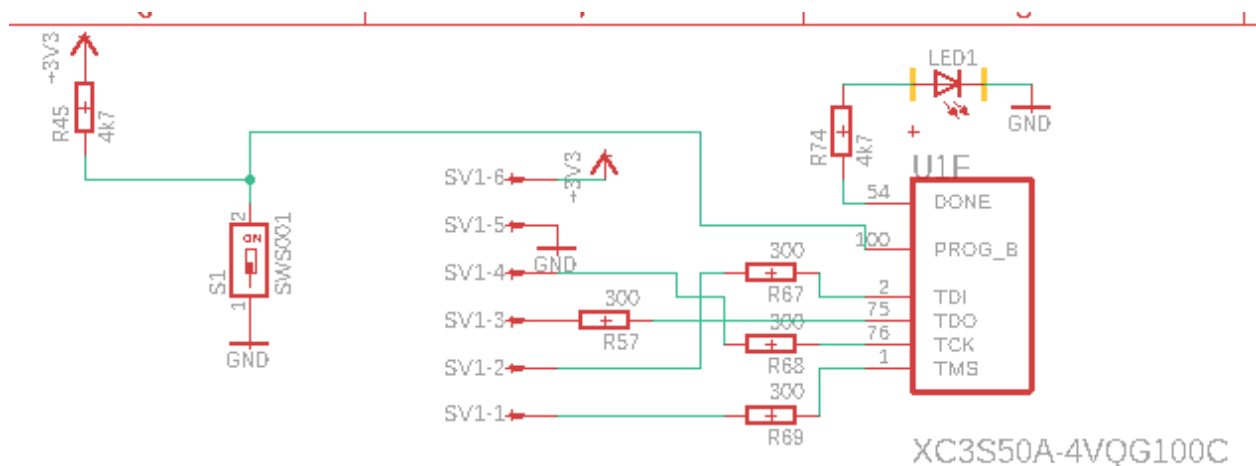 +3V3
R45
4k7
S1
2
ON
1
SWS001
GND
SV1-6
+3V3
SV1-5
GND
SV1-4
SV1-3
300
R57
SV1-2
SV1-1
300
R67
300
R68
300
R69
LED1
GND
R74
4k7
U1F
54
DONE
100
PROG_B
2
TDI
75
TDO
76
TCK
1
TMS
XC3S50A-4VQG100C